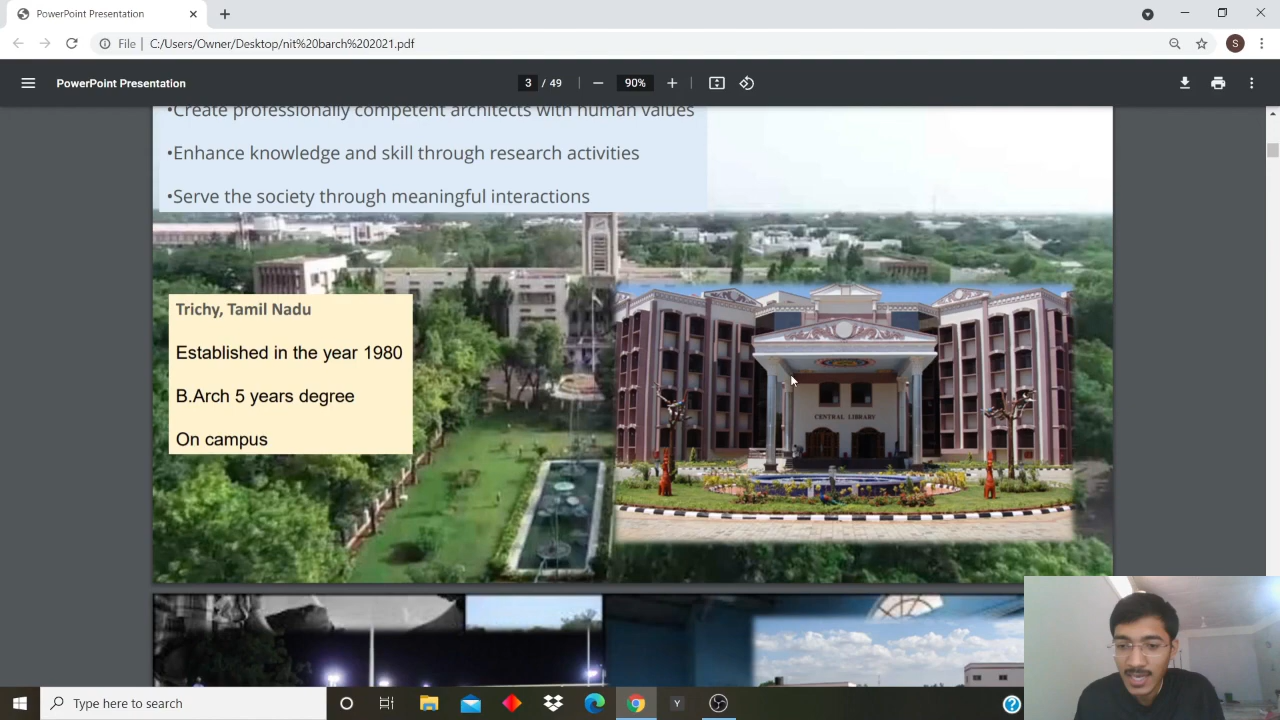 PowerPoint Presentation
File
C:/Users/Owner/Desktop/nit%20barch%202021.pdf
S
PowerPoint Presentation
3 / 49
90%
•Create professionally competent architects with human values
•Enhance knowledge and skill through research activities
•Serve the society through meaningful interactions
Trichy, Tamil Nadu
Established in the year 1980
B.Arch 5 years degree
On campus
CENTRAL LIBRARY
Type here to search
Y